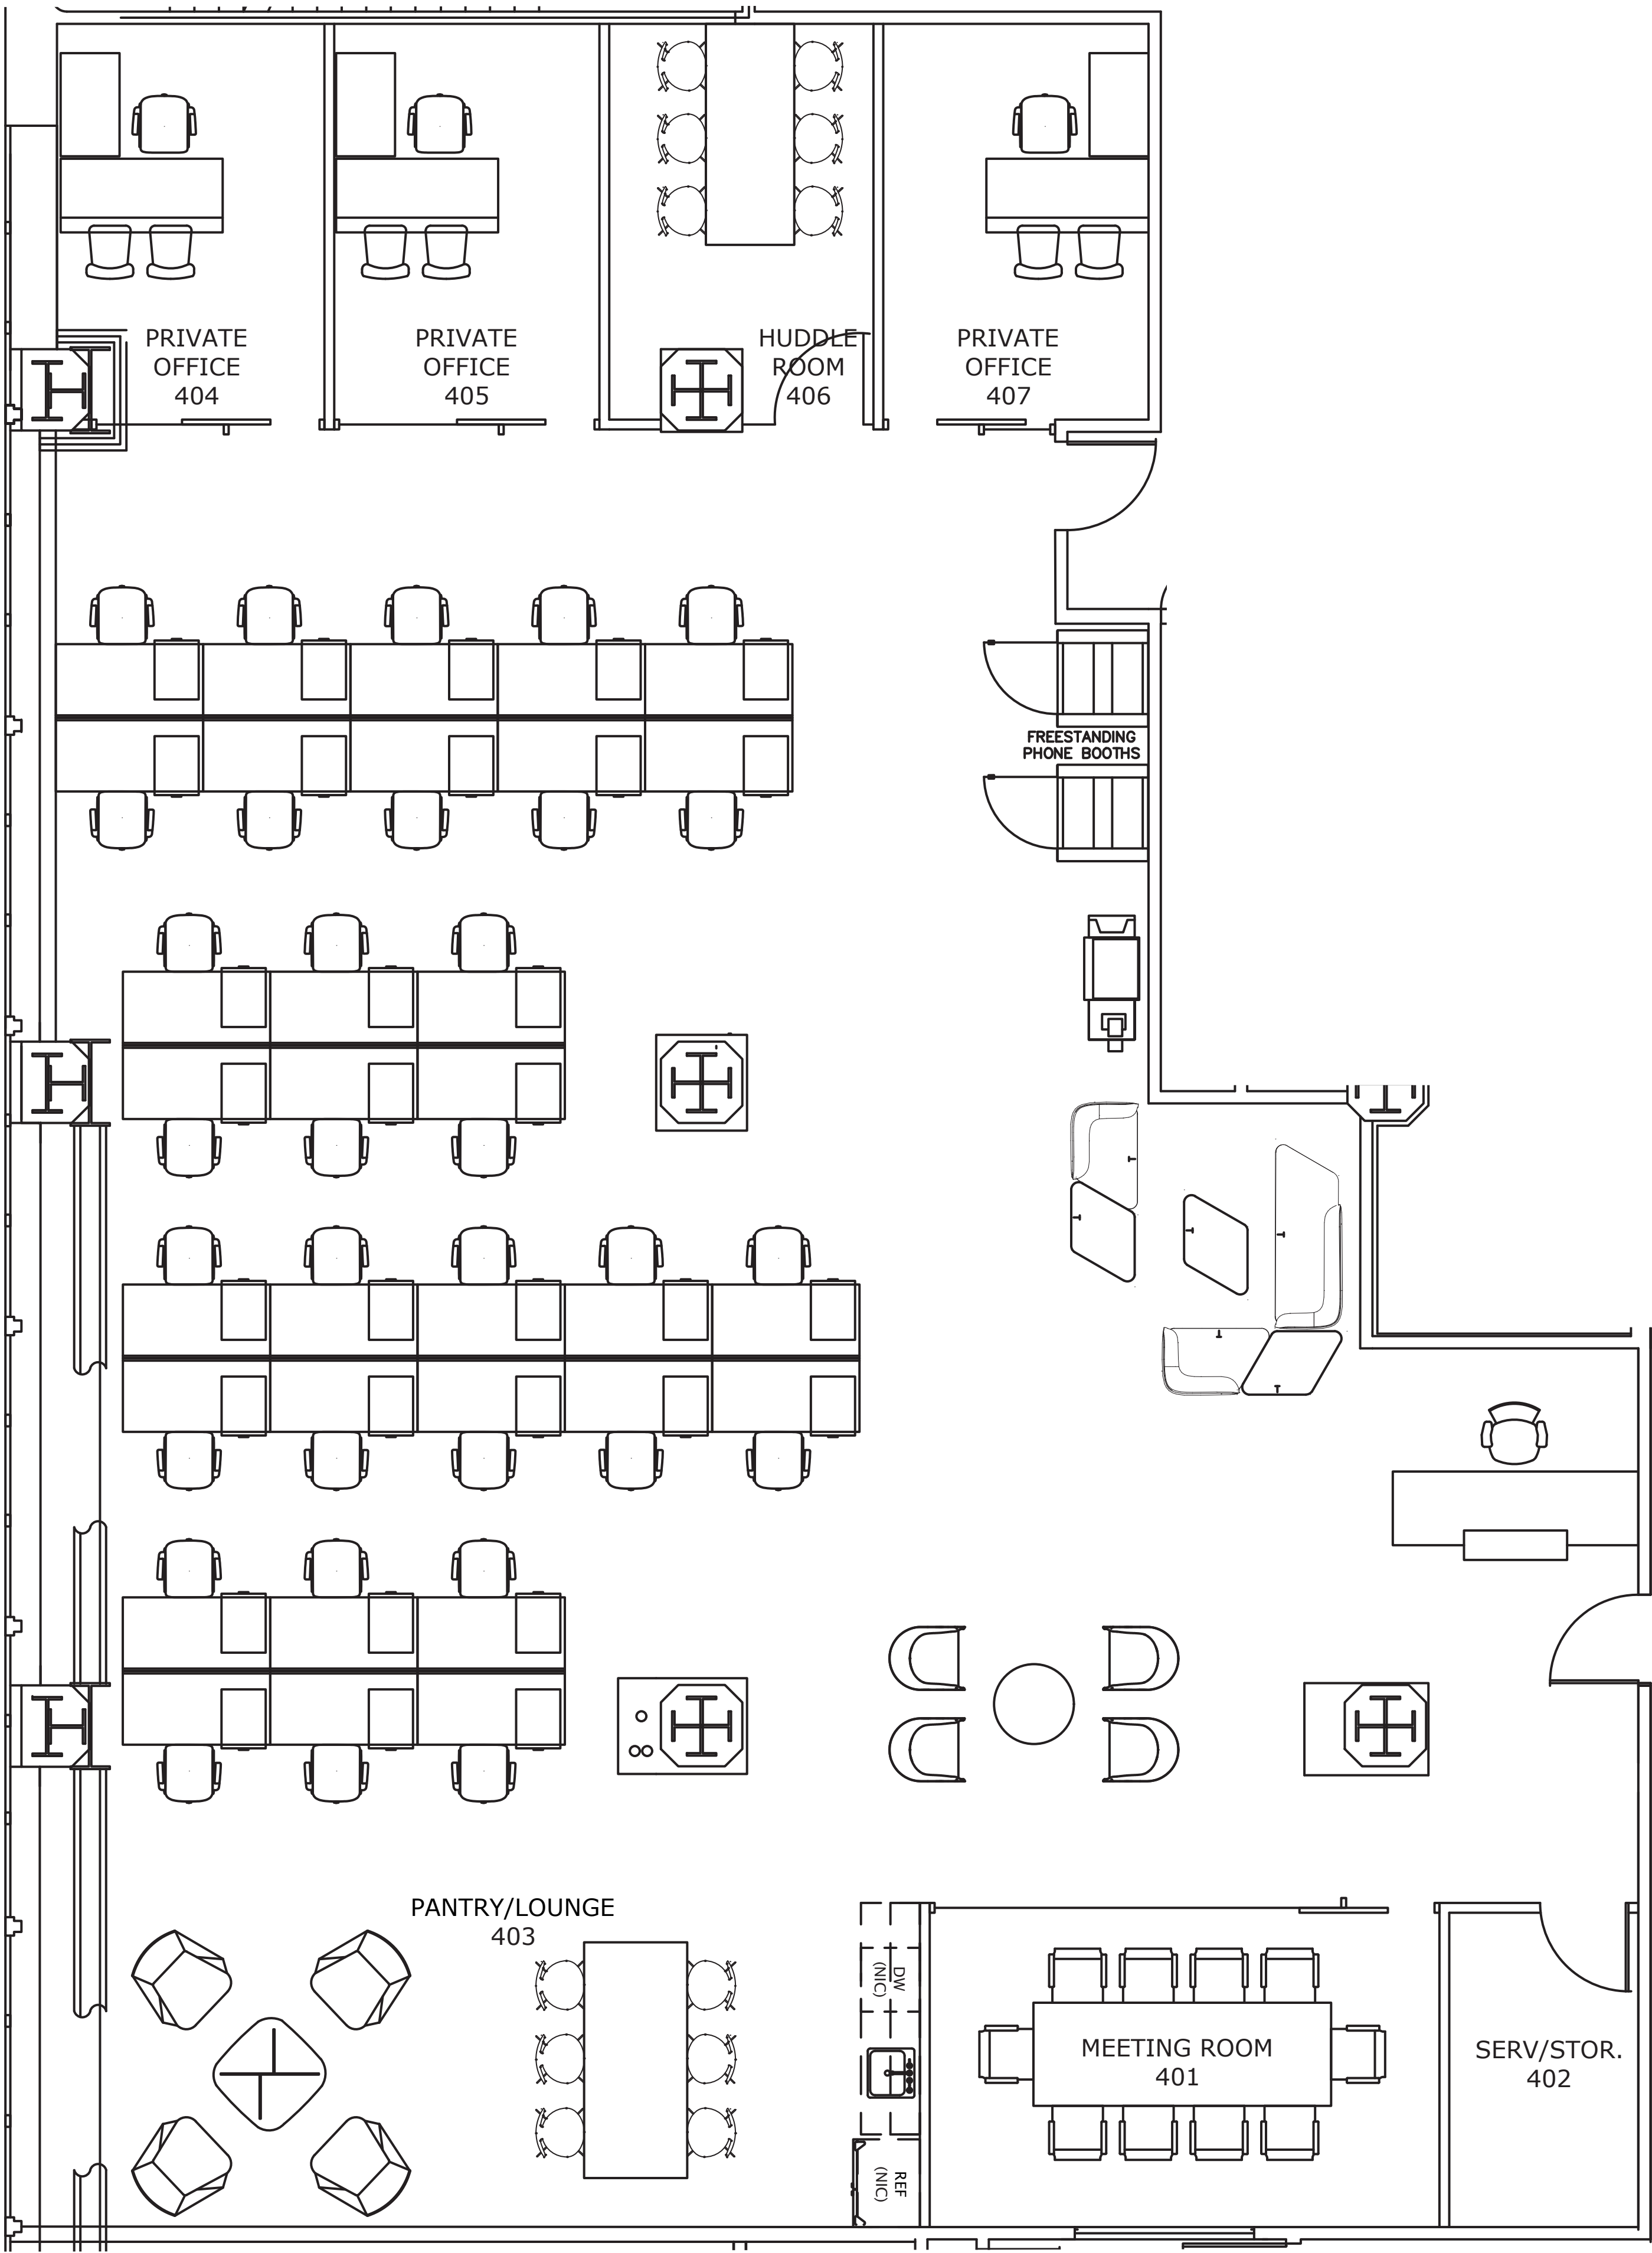 PRIVATE
OFFICE
404
PRIVATE
OFFICE
405
HUDDLE
ROOM
406
PRIVATE
OFFICE
407
FREESTANDING
PHONE BOOTHS
PANTRY/LOUNGE
403
DW
(NIC)
REF
(NIC)
MEETING ROOM
401
SERV/STOR.
402